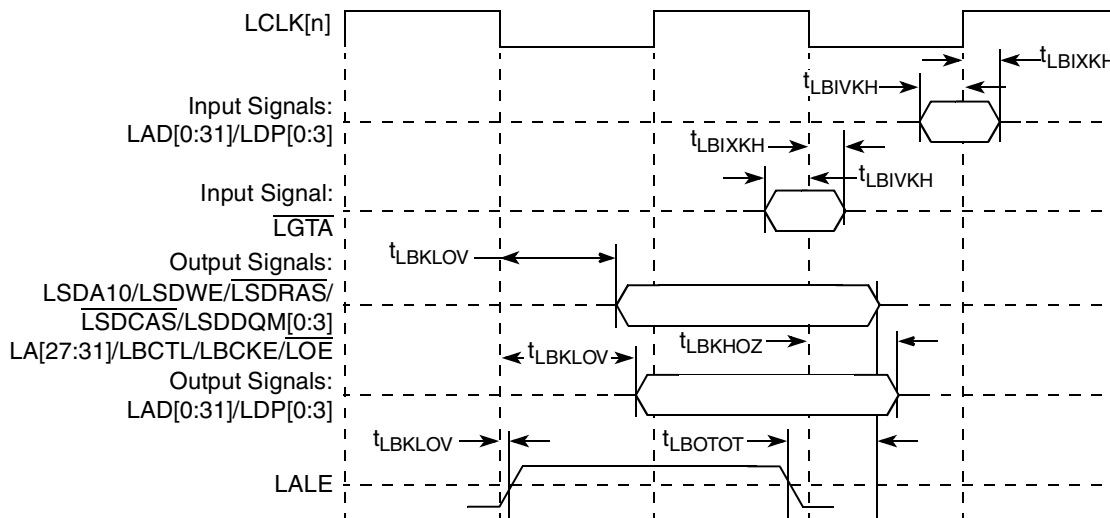 LCLK[n]
tLBIXKH
tLBIVKH
Input Signals:
LAD[0:31]/LDP[0:3]
tLBIXKH
tLBIVKH
Input Signal:
LGTA
tLBKLOV
Output Signals:
LSDA10/LSDWE/LSDRAS/
LSDCAS/LSDDQM[0:3]
LA[27:31]/LBCTL/LBCKE/LOE
tLBKHOZ
tLBKLOV
Output Signals:
LAD[0:31]/LDP[0:3]
tLBKLOV
tLBOTOT
LALE